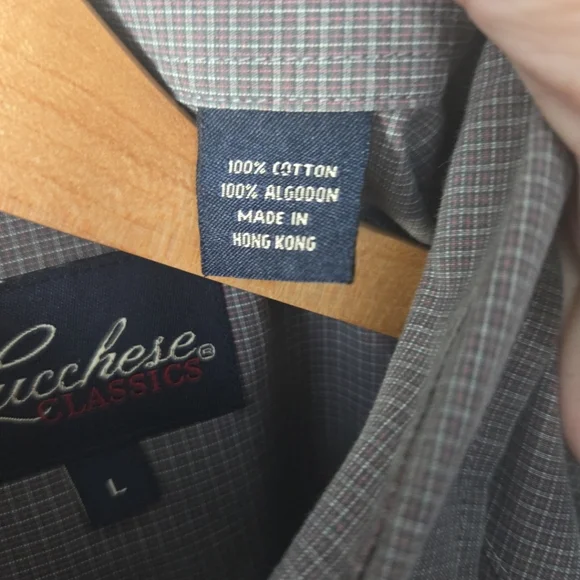 100% COTTON
100% ALGODON
MADE IN
HONG KONG
Lucchese®
CLASSICS
L